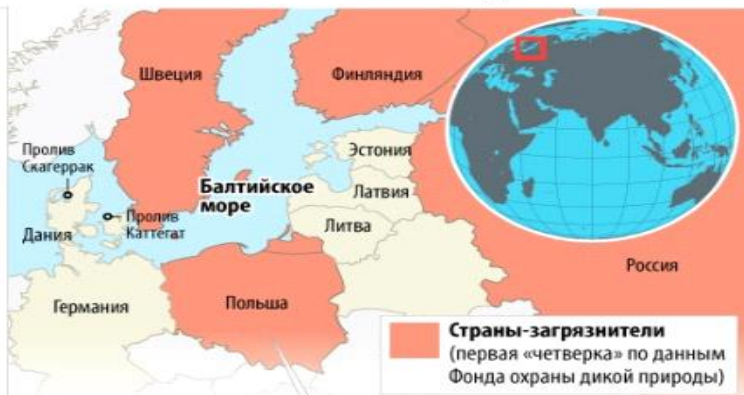 Швеция
Финляндия
Пролив
Скагеррак
Эстония
Балтийское
море
Латвия
Пролив
Каттегат
Литва
Дания
Россия
Германия
Польша
Страны-загрязнители
(первая «четверка» по данным
Фонда охраны дикой природы)